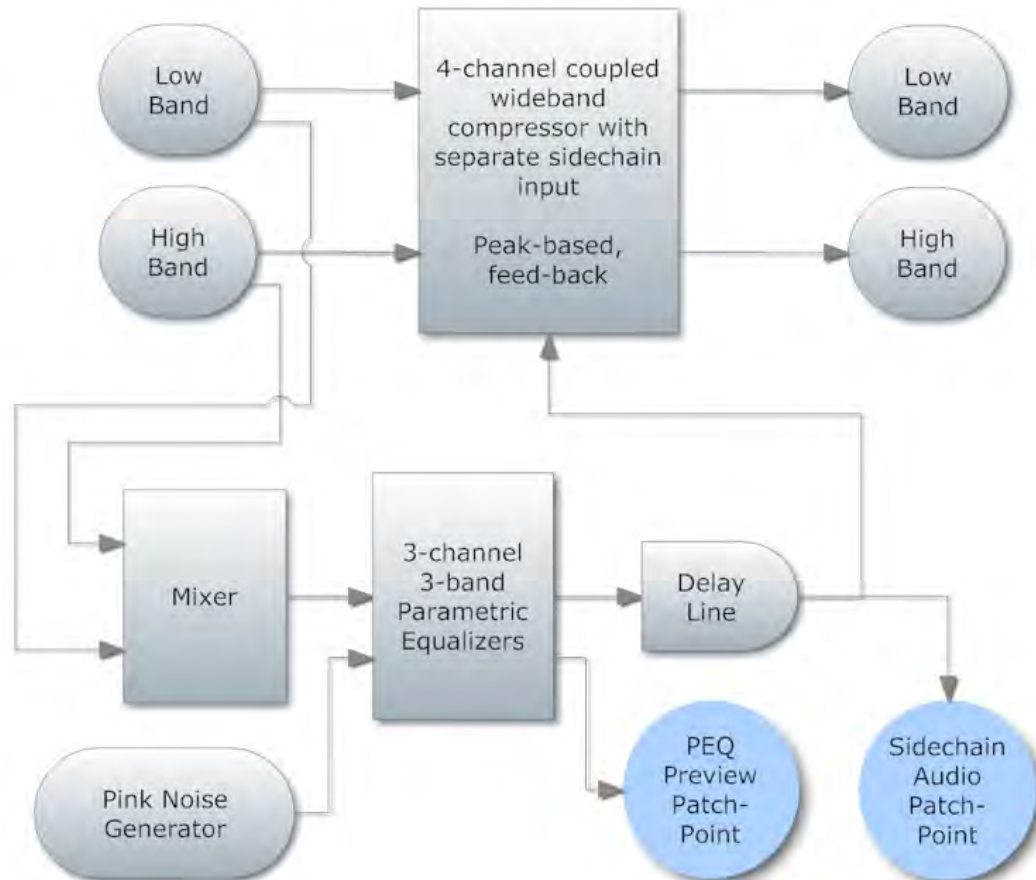 Low
Band
4-channel coupled
wideband
compressor with
separate sidechain
input
Peak-based,
feed-back
Low
Band
High
Band
High
Band
Mixer
3-channel
3-band
Parametric
Equalizers
Delay
Line
Pink Noise
Generator
PEQ
Preview
Patch-
Point
Sidechain
Audio
Patch-
Point